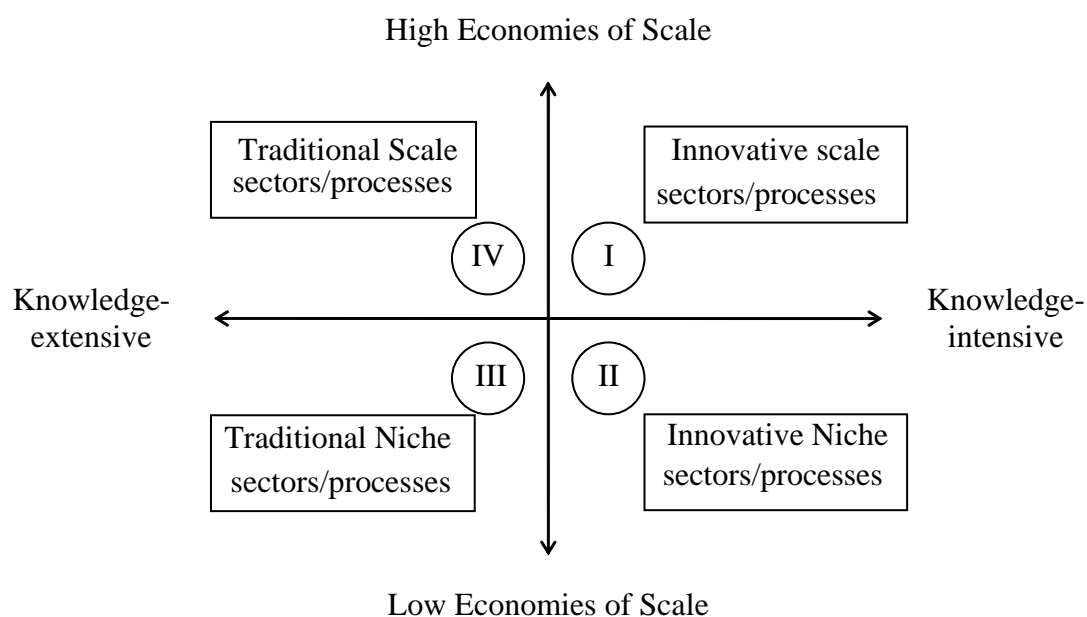 High Economies of Scale
Traditional Scale
sectors/processes
Innovative scale
sectors/processes
IV
I
Knowledge-
extensive
Knowledge-
intensive
III
II
Traditional Niche
sectors/processes
Innovative Niche
sectors/processes
Low Economies of Scale